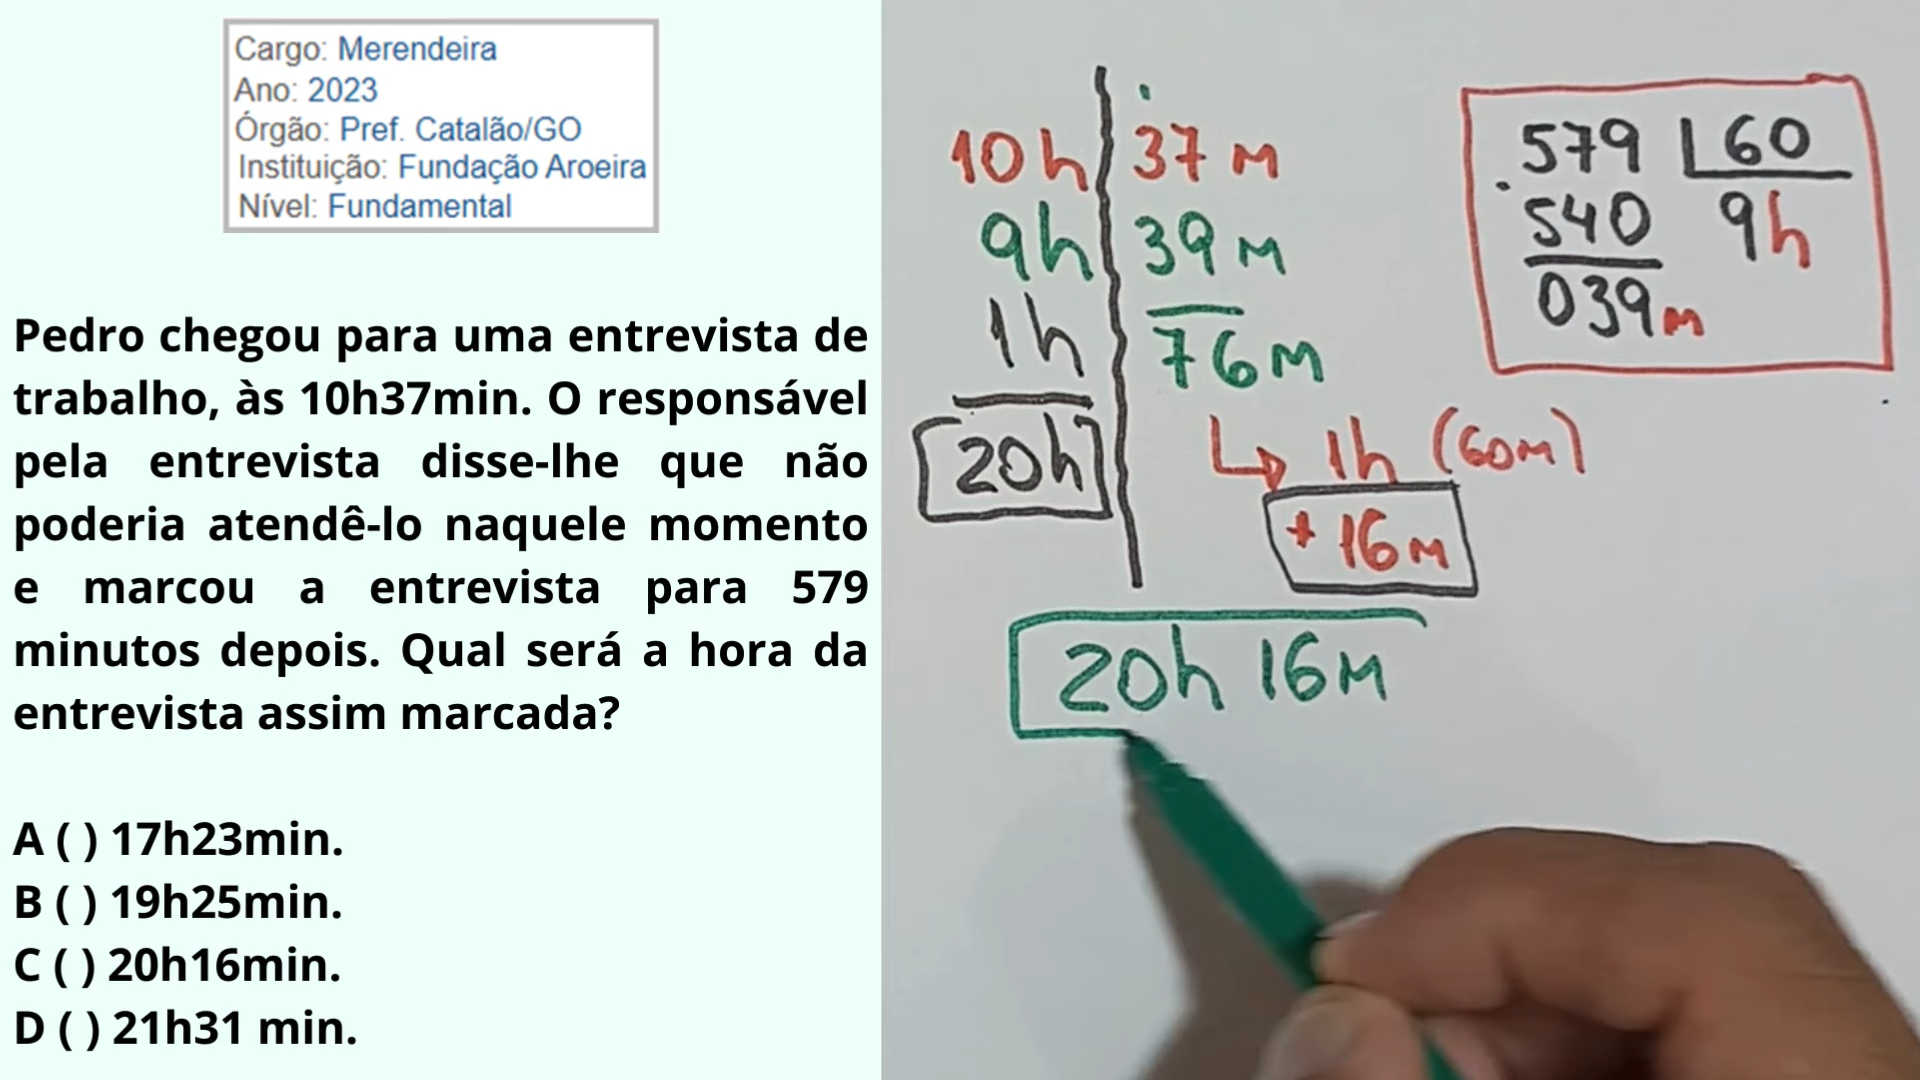 Cargo: Merendeira
Ano: 2023
Órgão: Pref. Catalão/GO
Instituição: Fundação Aroeira
Nível: Fundamental
Pedro chegou para uma entrevista de
trabalho, às 10h37min. O responsável
pela entrevista disse-lhe que não
poderia atendê-lo naquele momento
e marcou a entrevista para 579
minutos depois. Qual será a hora da
entrevista assim marcada?
A ( ) 17h23min.
B ( ) 19h25min.
C ( ) 20h16min.
D ( ) 21h31 min.
10h 37m
9h 39m
1h 76m
20h
1h (60m)
+ 16m
20h 16m
579 60
540 9h
039m